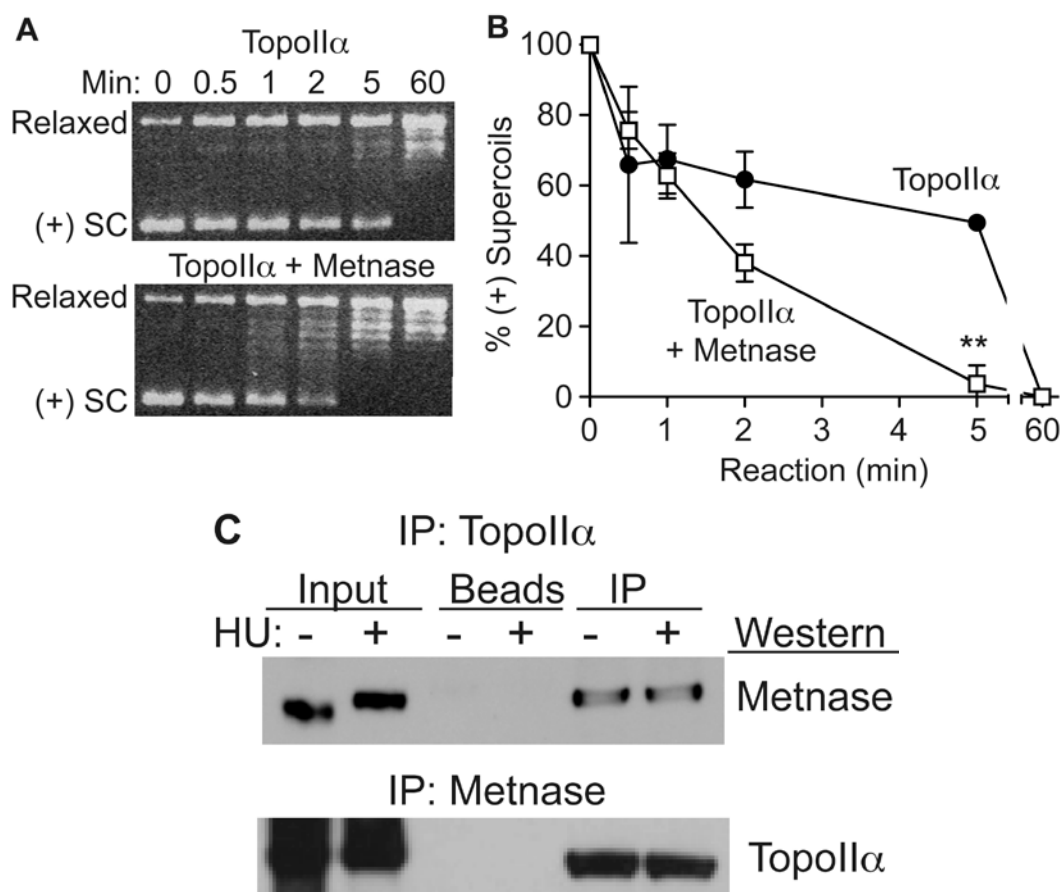 A
TopoIIα
Min: 0 0.5 1 2 5 60
Relaxed
(+) SC
TopoIIα + Metnase
Relaxed
(+) SC
B
100
80
60
40
20
0
% (+) Supercoils
TopoIIα
TopoIIα
+ Metnase
**
0 1 2 3 4 5 60
Reaction (min)
C
IP: TopoIIα
Input Beads IP
HU: - + - + - + Western
Metnase
IP: Metnase
TopoIIα